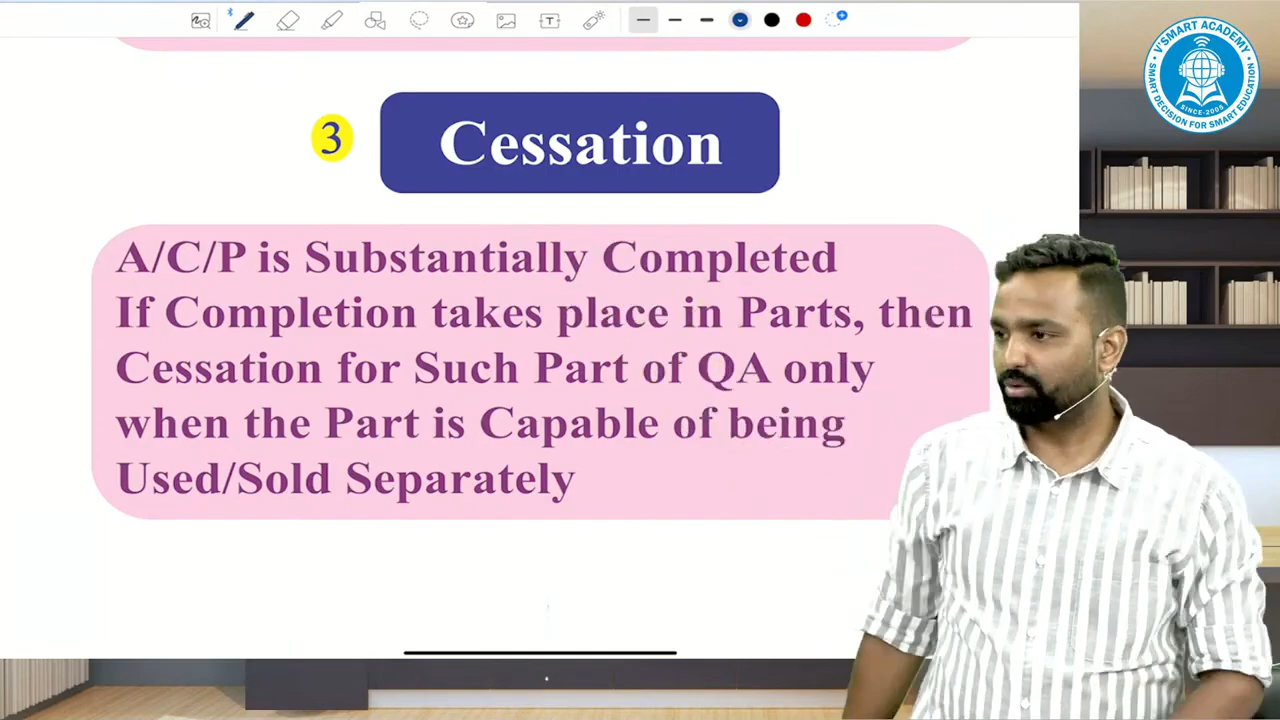 V'SMART ACADEMY
SINCE-2005
SMART DECISION FOR SMART EDUCATION
T
3
Cessation
A/C/P is Substantially Completed
If Completion takes place in Parts, then
Cessation for Such Part of QA only
when the Part is Capable of being
Used/Sold Separately